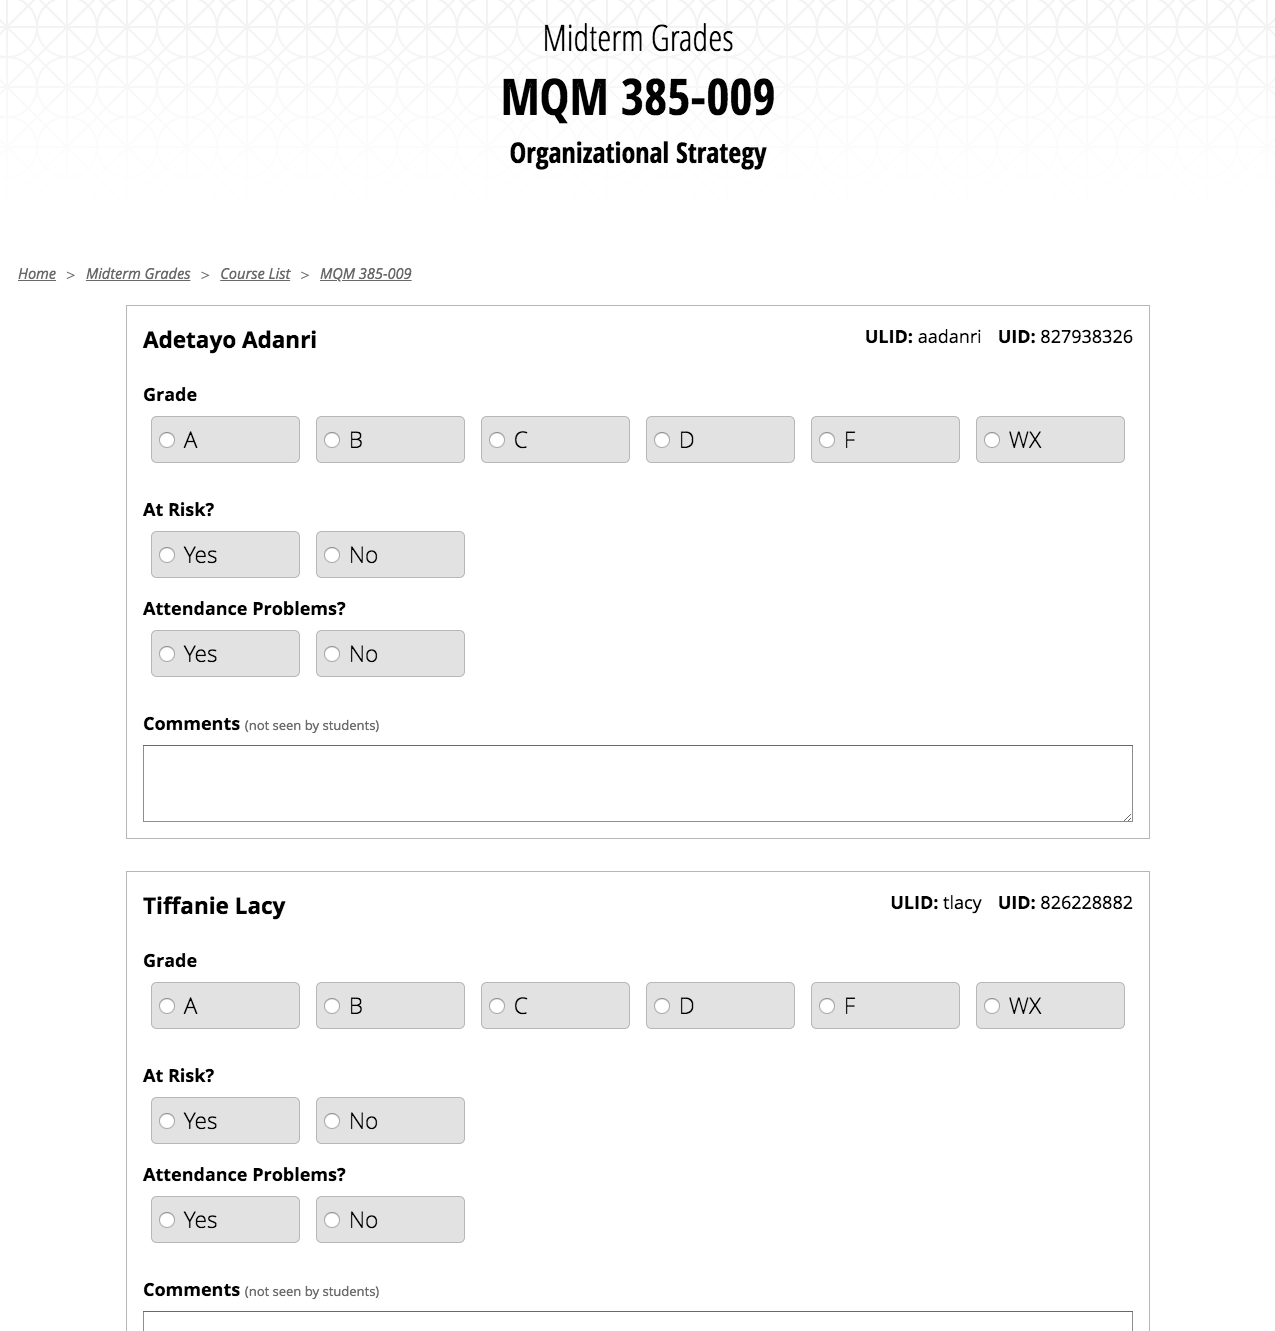 Midterm Grades
MQM 385-009
Organizational Strategy
Home > Midterm Grades > Course List > MQM 385-009
Adetayo Adanri ULID: aadanri UID: 827938326
Grade
A B C D F WX
At Risk?
Yes No
Attendance Problems?
Yes No
Comments (not seen by students)
Tiffanie Lacy ULID: tlacy UID: 826228882
Grade
A B C D F WX
At Risk?
Yes No
Attendance Problems?
Yes No
Comments (not seen by students)